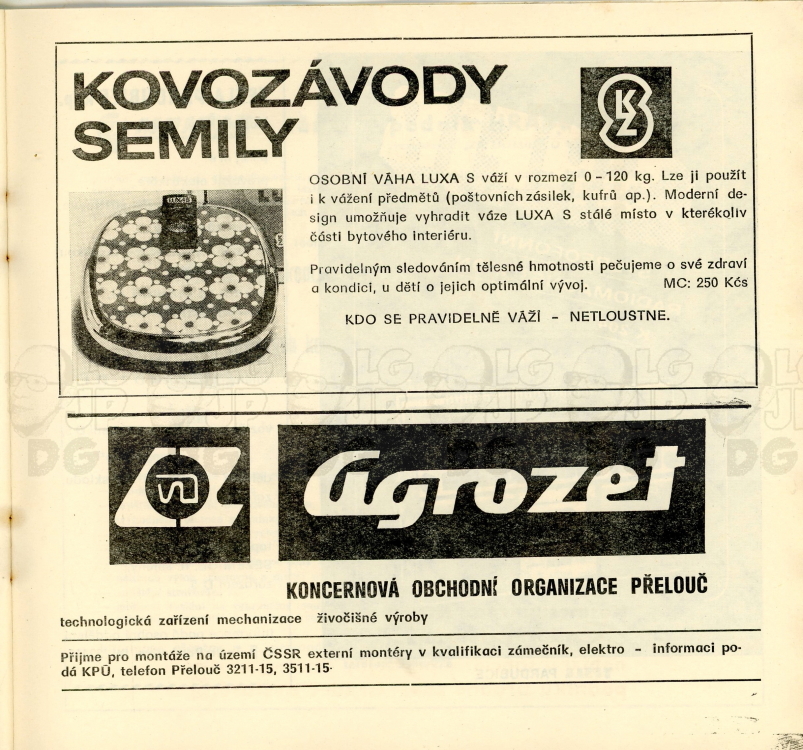 KOVOZÁVODY
SEMILY
KZ
OSOBNÍ VÁHA LUXA S váží v rozmezí 0 – 120 kg. Lze ji použít
i k vážení předmětů (poštovních zásilek, kufrů ap.). Moderní de-
sign umožňuje vyhradit váze LUXA S stálé místo v kterékoliv
části bytového interiéru.
Pravidelným sledováním tělesné hmotnosti pečujeme o své zdraví
a kondici, u dětí o jejich optimální vývoj. MC: 250 Kčs
KDO SE PRAVIDELNĚ VÁŽÍ – NETLOUSTNE.
agrozet
KONCERNOVÁ OBCHODNÍ ORGANIZACE PŘELOUČ
technologická zařízení mechanizace živočišné výroby
Přijme pro montáže na území ČSSR externí montéry v kvalifikaci zámečník, elektro – informaci po-
dá KPÚ, telefon Přelouč 3211-15, 3511-15